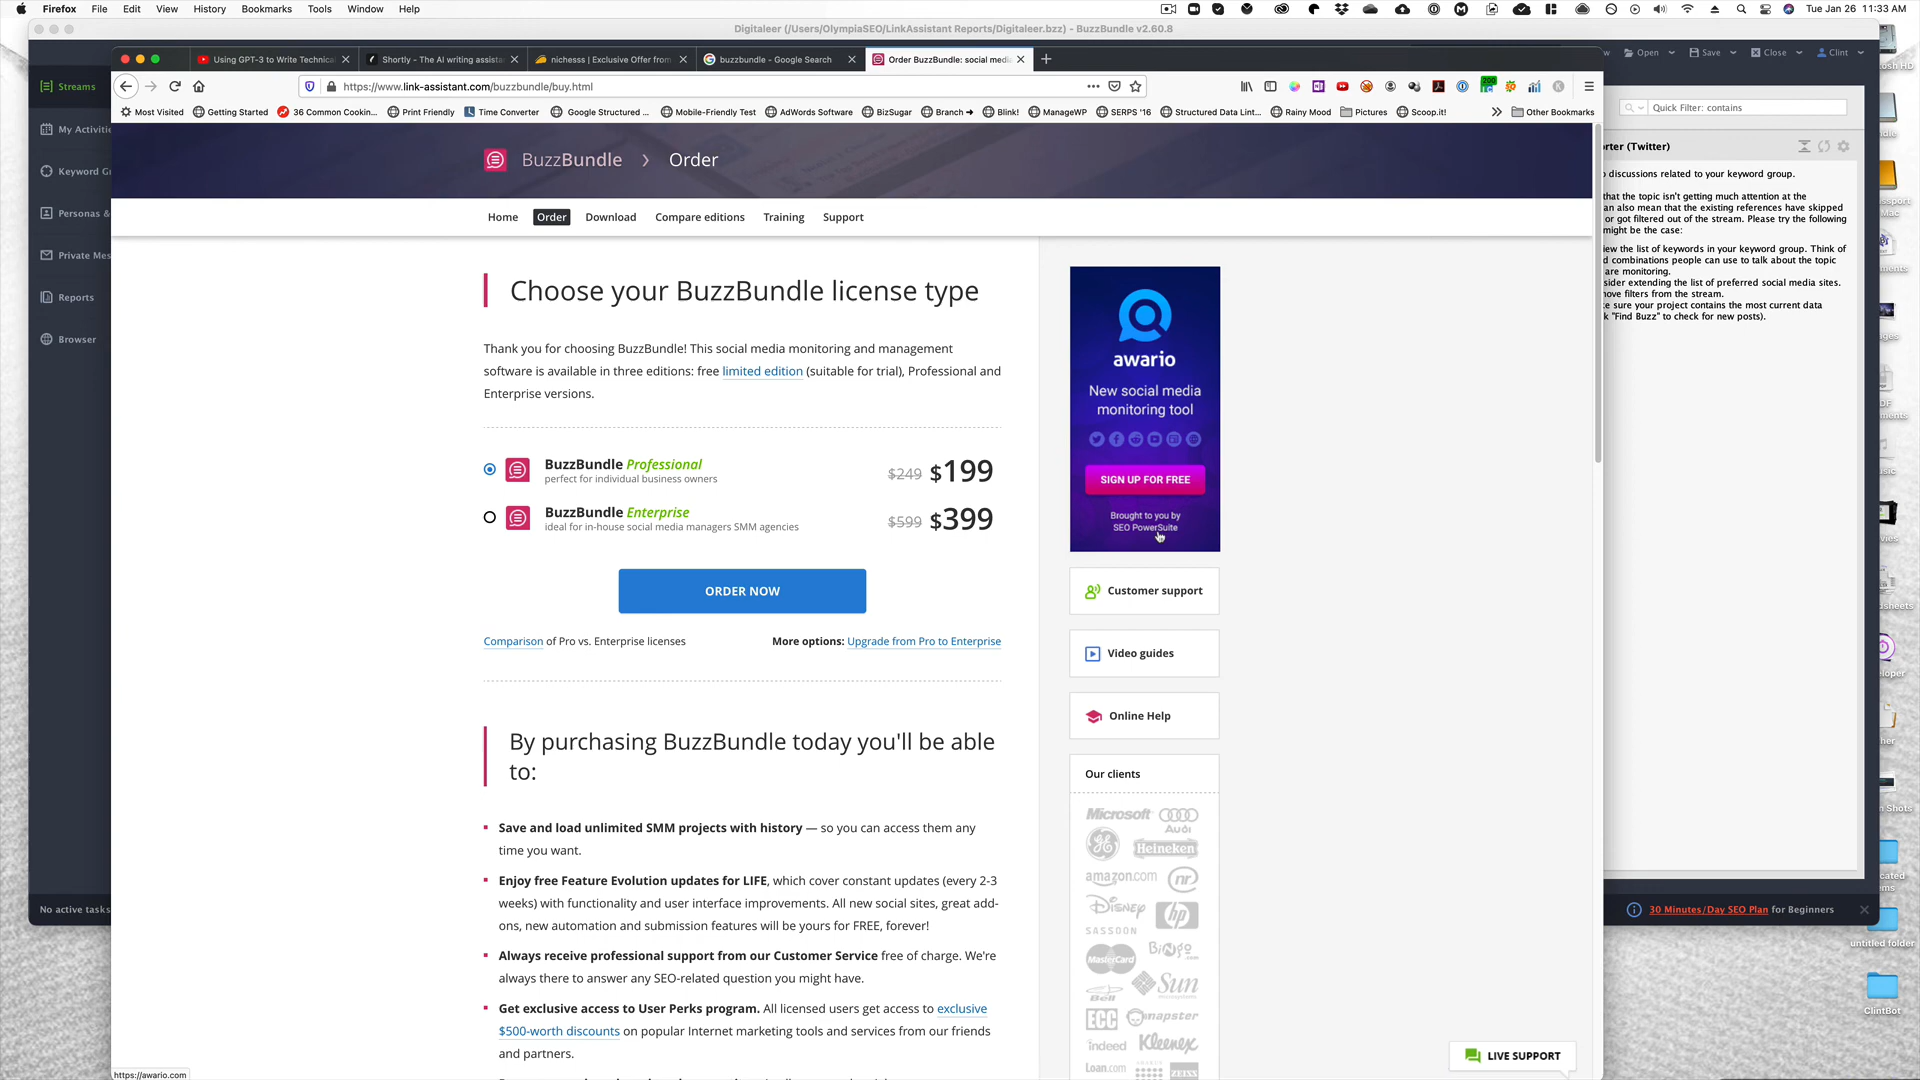 Firefox File Edit View History Bookmarks Tools Window Help
Tue Jan 26 11:33 AM
Digitaleer (/Users/OlympiaSEO/LinkAssistant Reports/Digitaleer.bzz) - BuzzBundle v2.60.8
Open Save Close Clint
Using GPT-3 to Write Technica
Shortly - The AI writing assista
nichesss | Exclusive Offer from
buzzbundle - Google Search
Order BuzzBundle: social medi
https://www.link-assistant.com/buzzbundle/buy.html
200
Most Visited Getting Started 36 Common Cookin... Print Friendly Time Converter Google Structured ... Mobile-Friendly Test AdWords Software BizSugar Branch Blink! ManageWP SERPS '16 Structured Data Lint... Rainy Mood Pictures Scoop.it! Other Bookmarks
Streams
My Activitie
Keyword Gr
Personas &
Private Mes
Reports
Browser
No active tasks
BuzzBundle > Order
Home Order Download Compare editions Training Support
Choose your BuzzBundle license type
Thank you for choosing BuzzBundle! This social media monitoring and management
software is available in three editions: free limited edition (suitable for trial), Professional and
Enterprise versions.
BuzzBundle Professional
perfect for individual business owners
$249 $199
BuzzBundle Enterprise
ideal for in-house social media managers SMM agencies
$599 $399
ORDER NOW
Comparison of Pro vs. Enterprise licenses
More options: Upgrade from Pro to Enterprise
By purchasing BuzzBundle today you'll be able
to:
Save and load unlimited SMM projects with history — so you can access them any
time you want.
Enjoy free Feature Evolution updates for LIFE, which cover constant updates (every 2-3
weeks) with functionality and user interface improvements. All new social sites, great add-
ons, new automation and submission features will be yours for FREE, forever!
Always receive professional support from our Customer Service free of charge. We're
always there to answer any SEO-related question you might have.
Get exclusive access to User Perks program. All licensed users get access to exclusive
$500-worth discounts on popular Internet marketing tools and services from our friends
and partners.
https://awario.com
awario
New social media
monitoring tool
SIGN UP FOR FREE
Brought to you by
SEO PowerSuite
Customer support
Video guides
Online Help
Our clients
Microsoft Audi
Heineken
amazon.com nr
Disney hp
SASSOON
MasterCard Bingo.com
Bell Sun
ECC napster
indeed Kleenex
Loan.com ZEISS
LIVE SUPPORT
Quick Filter: contains
orter (Twitter)
o discussions related to your keyword group.
that the topic isn't getting much attention at the
an also mean that the existing references have skipped
or got filtered out of the stream. Please try the following
might be the case:
iew the list of keywords in your keyword group. Think of
d combinations people can use to talk about the topic
are monitoring.
sider extending the list of preferred social media sites.
nove filters from the stream.
ke sure your project contains the most current data
k "Find Buzz" to check for new posts).
30 Minutes/Day SEO Plan for Beginners
untitled folder
ClintBot